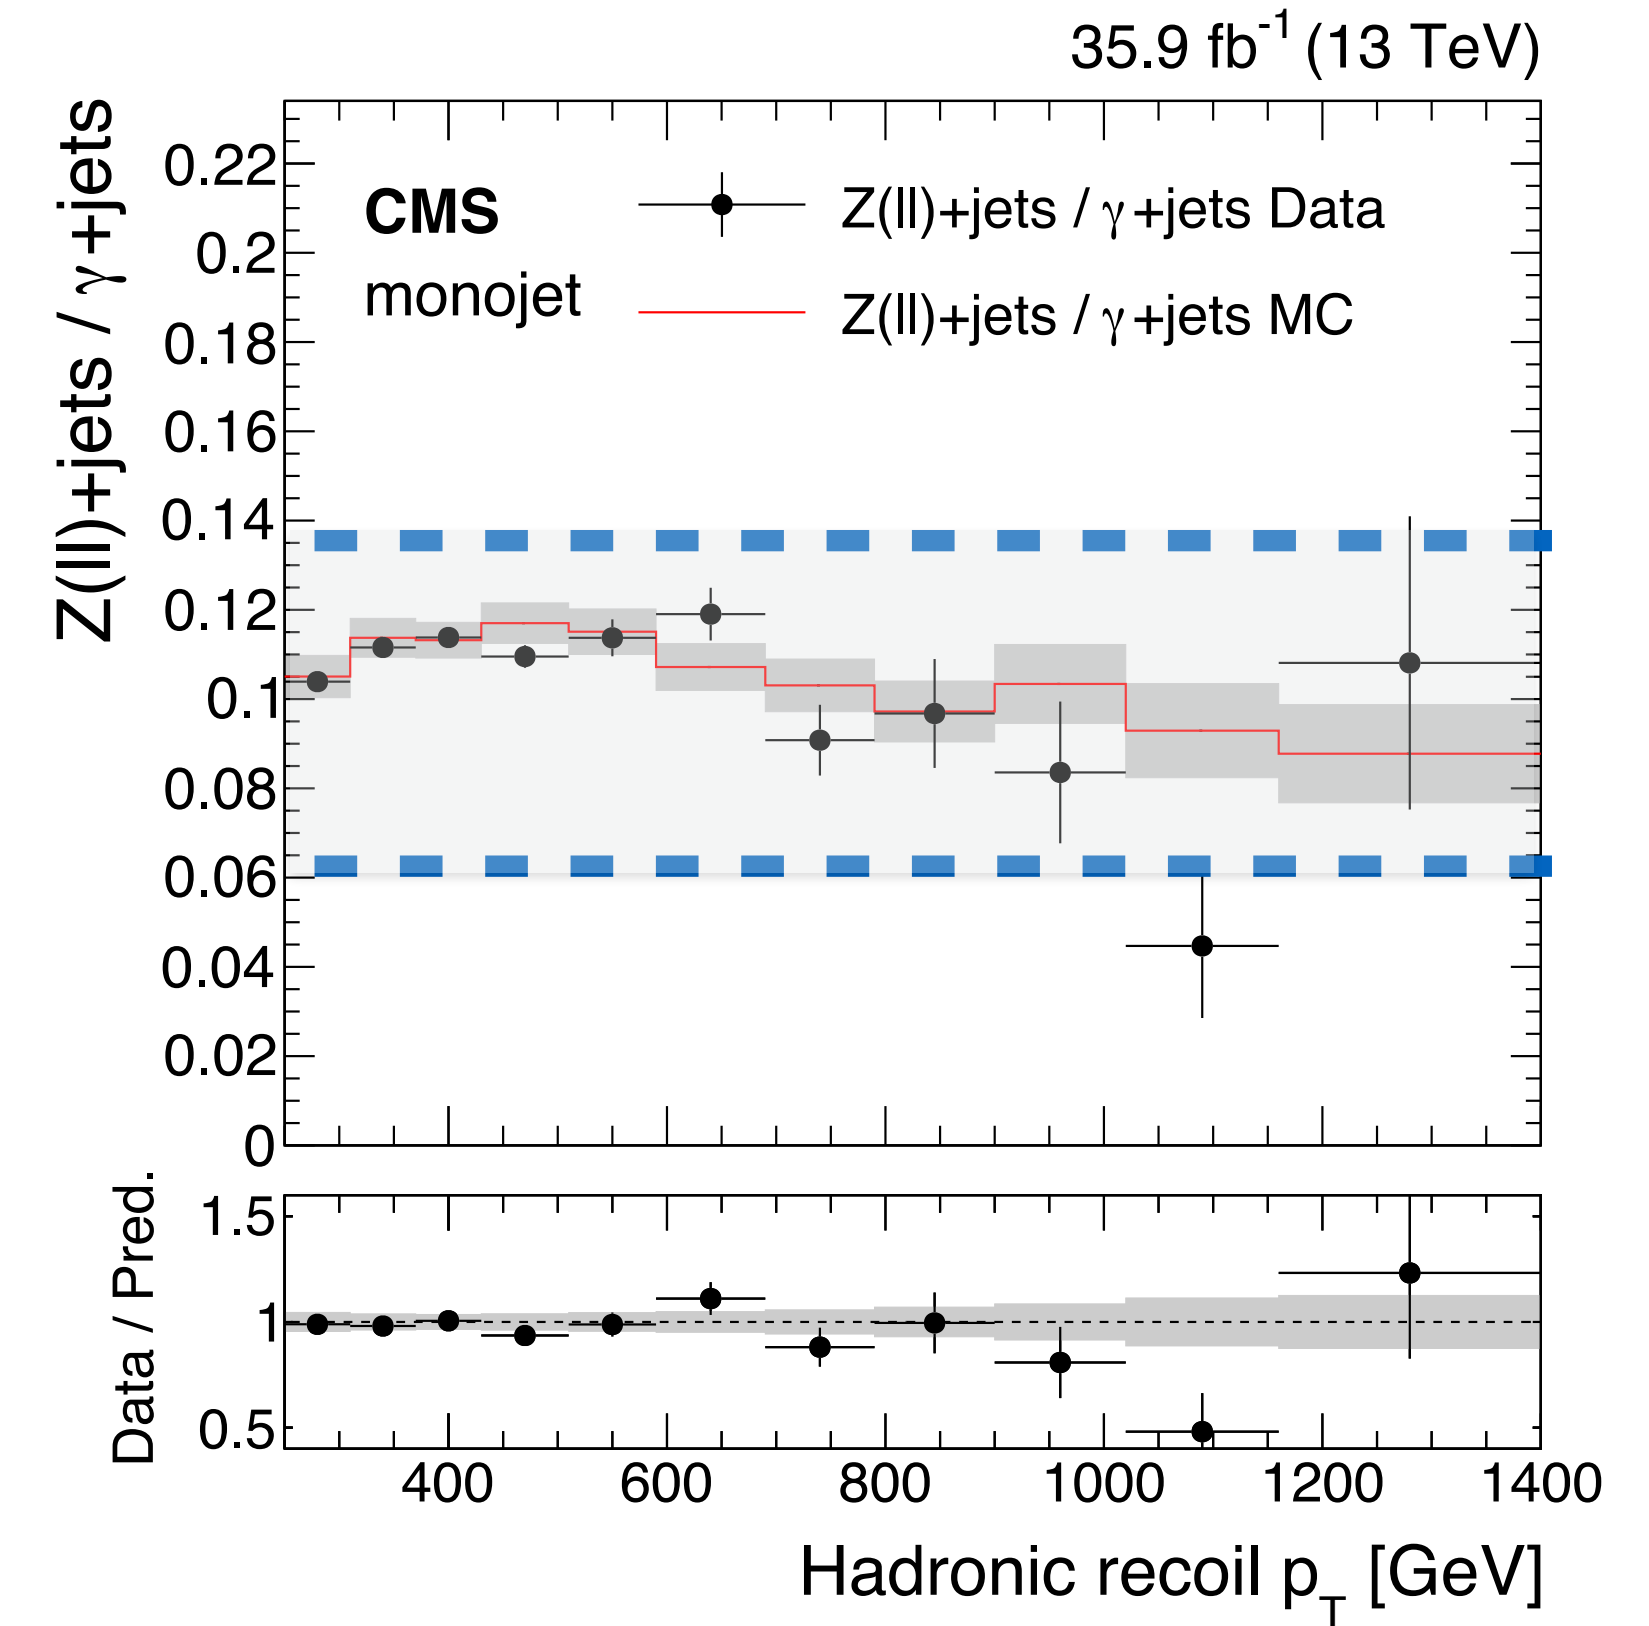 35.9 fb⁻¹ (13 TeV)
Z(ll)+jets / γ+jets
0.22
0.2
0.18
0.16
0.14
0.12
0.1
0.08
0.06
0.04
0.02
0
CMS
monojet
Z(ll)+jets / γ+jets Data
Z(ll)+jets / γ+jets MC
Data / Pred.
1.5
1
0.5
400 600 800 1000 1200 1400
Hadronic recoil p_T [GeV]